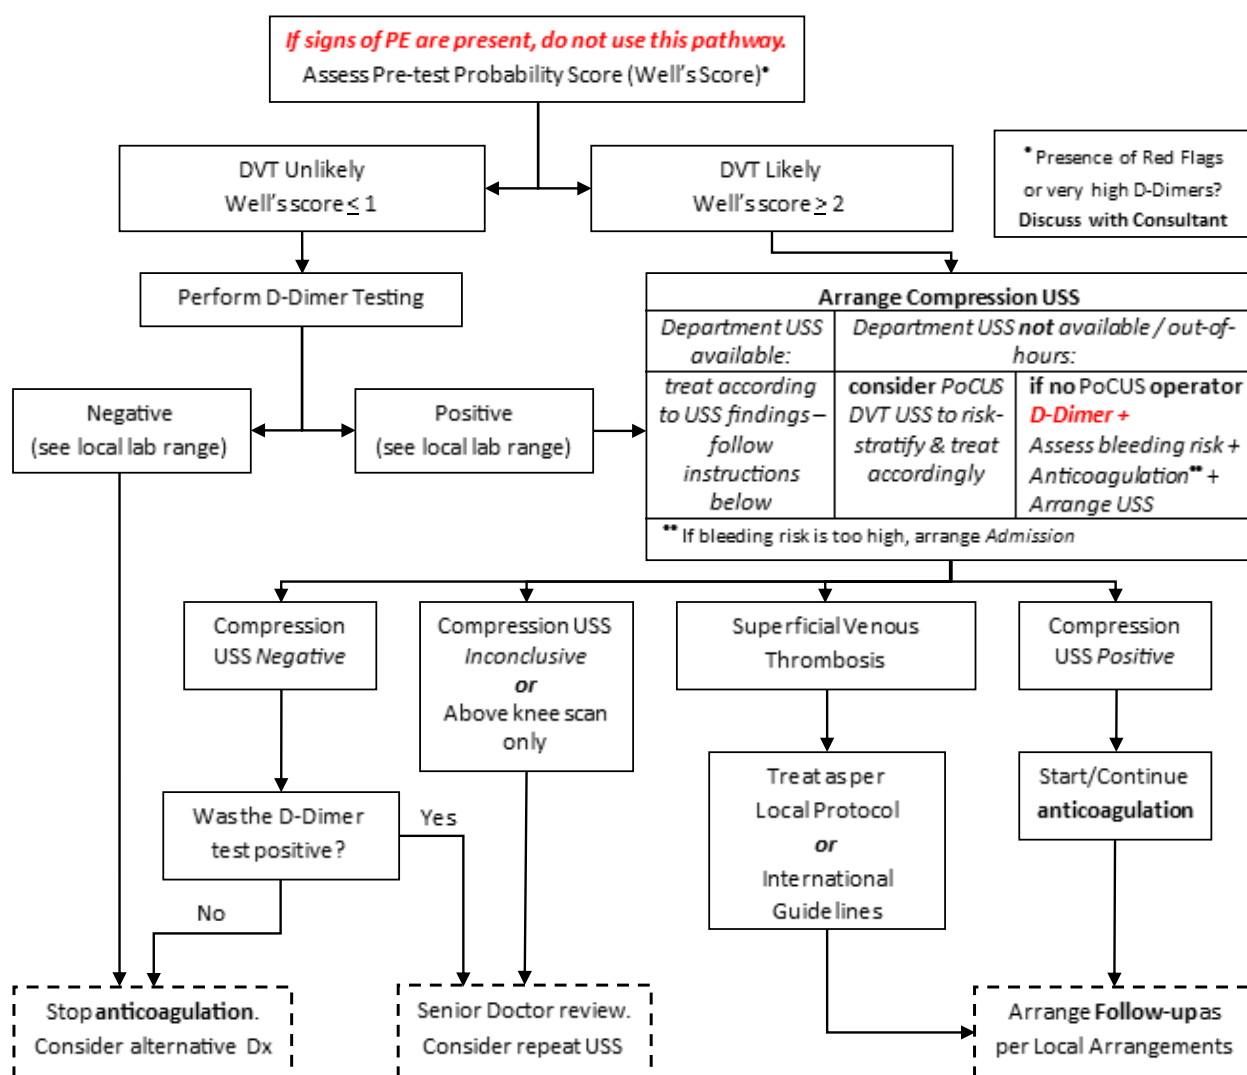 If signs of PE are present, do not use this pathway.
Assess Pre-test Probability Score (Well's Score)*
DVT Unlikely
Well's score ≤ 1
DVT Likely
Well's score ≥ 2
* Presence of Red Flags
or very high D-Dimers?
Discuss with Consultant
Perform D-Dimer Testing
Negative
(see local lab range)
Positive
(see local lab range)
Arrange Compression USS
Department USS
available:
treat according
to USS findings –
follow
instructions
below
Department USS not available / out-of-
hours:
consider PoCUS
DVT USS to risk-
stratify & treat
accordingly
if no PoCUS operator
D-Dimer +
Assess bleeding risk +
Anticoagulation** +
Arrange USS
** If bleeding risk is too high, arrange Admission
Compression
USS Negative
Compression USS
Inconclusive
or
Above knee scan
only
Superficial Venous
Thrombosis
Compression
USS Positive
Was the D-Dimer
test positive?
Yes
No
Treat as per
Local Protocol
or
International
Guidelines
Start/Continue
anticoagulation
Stop anticoagulation.
Consider alternative Dx
Senior Doctor review.
Consider repeat USS
Arrange Follow-up as
per Local Arrangements